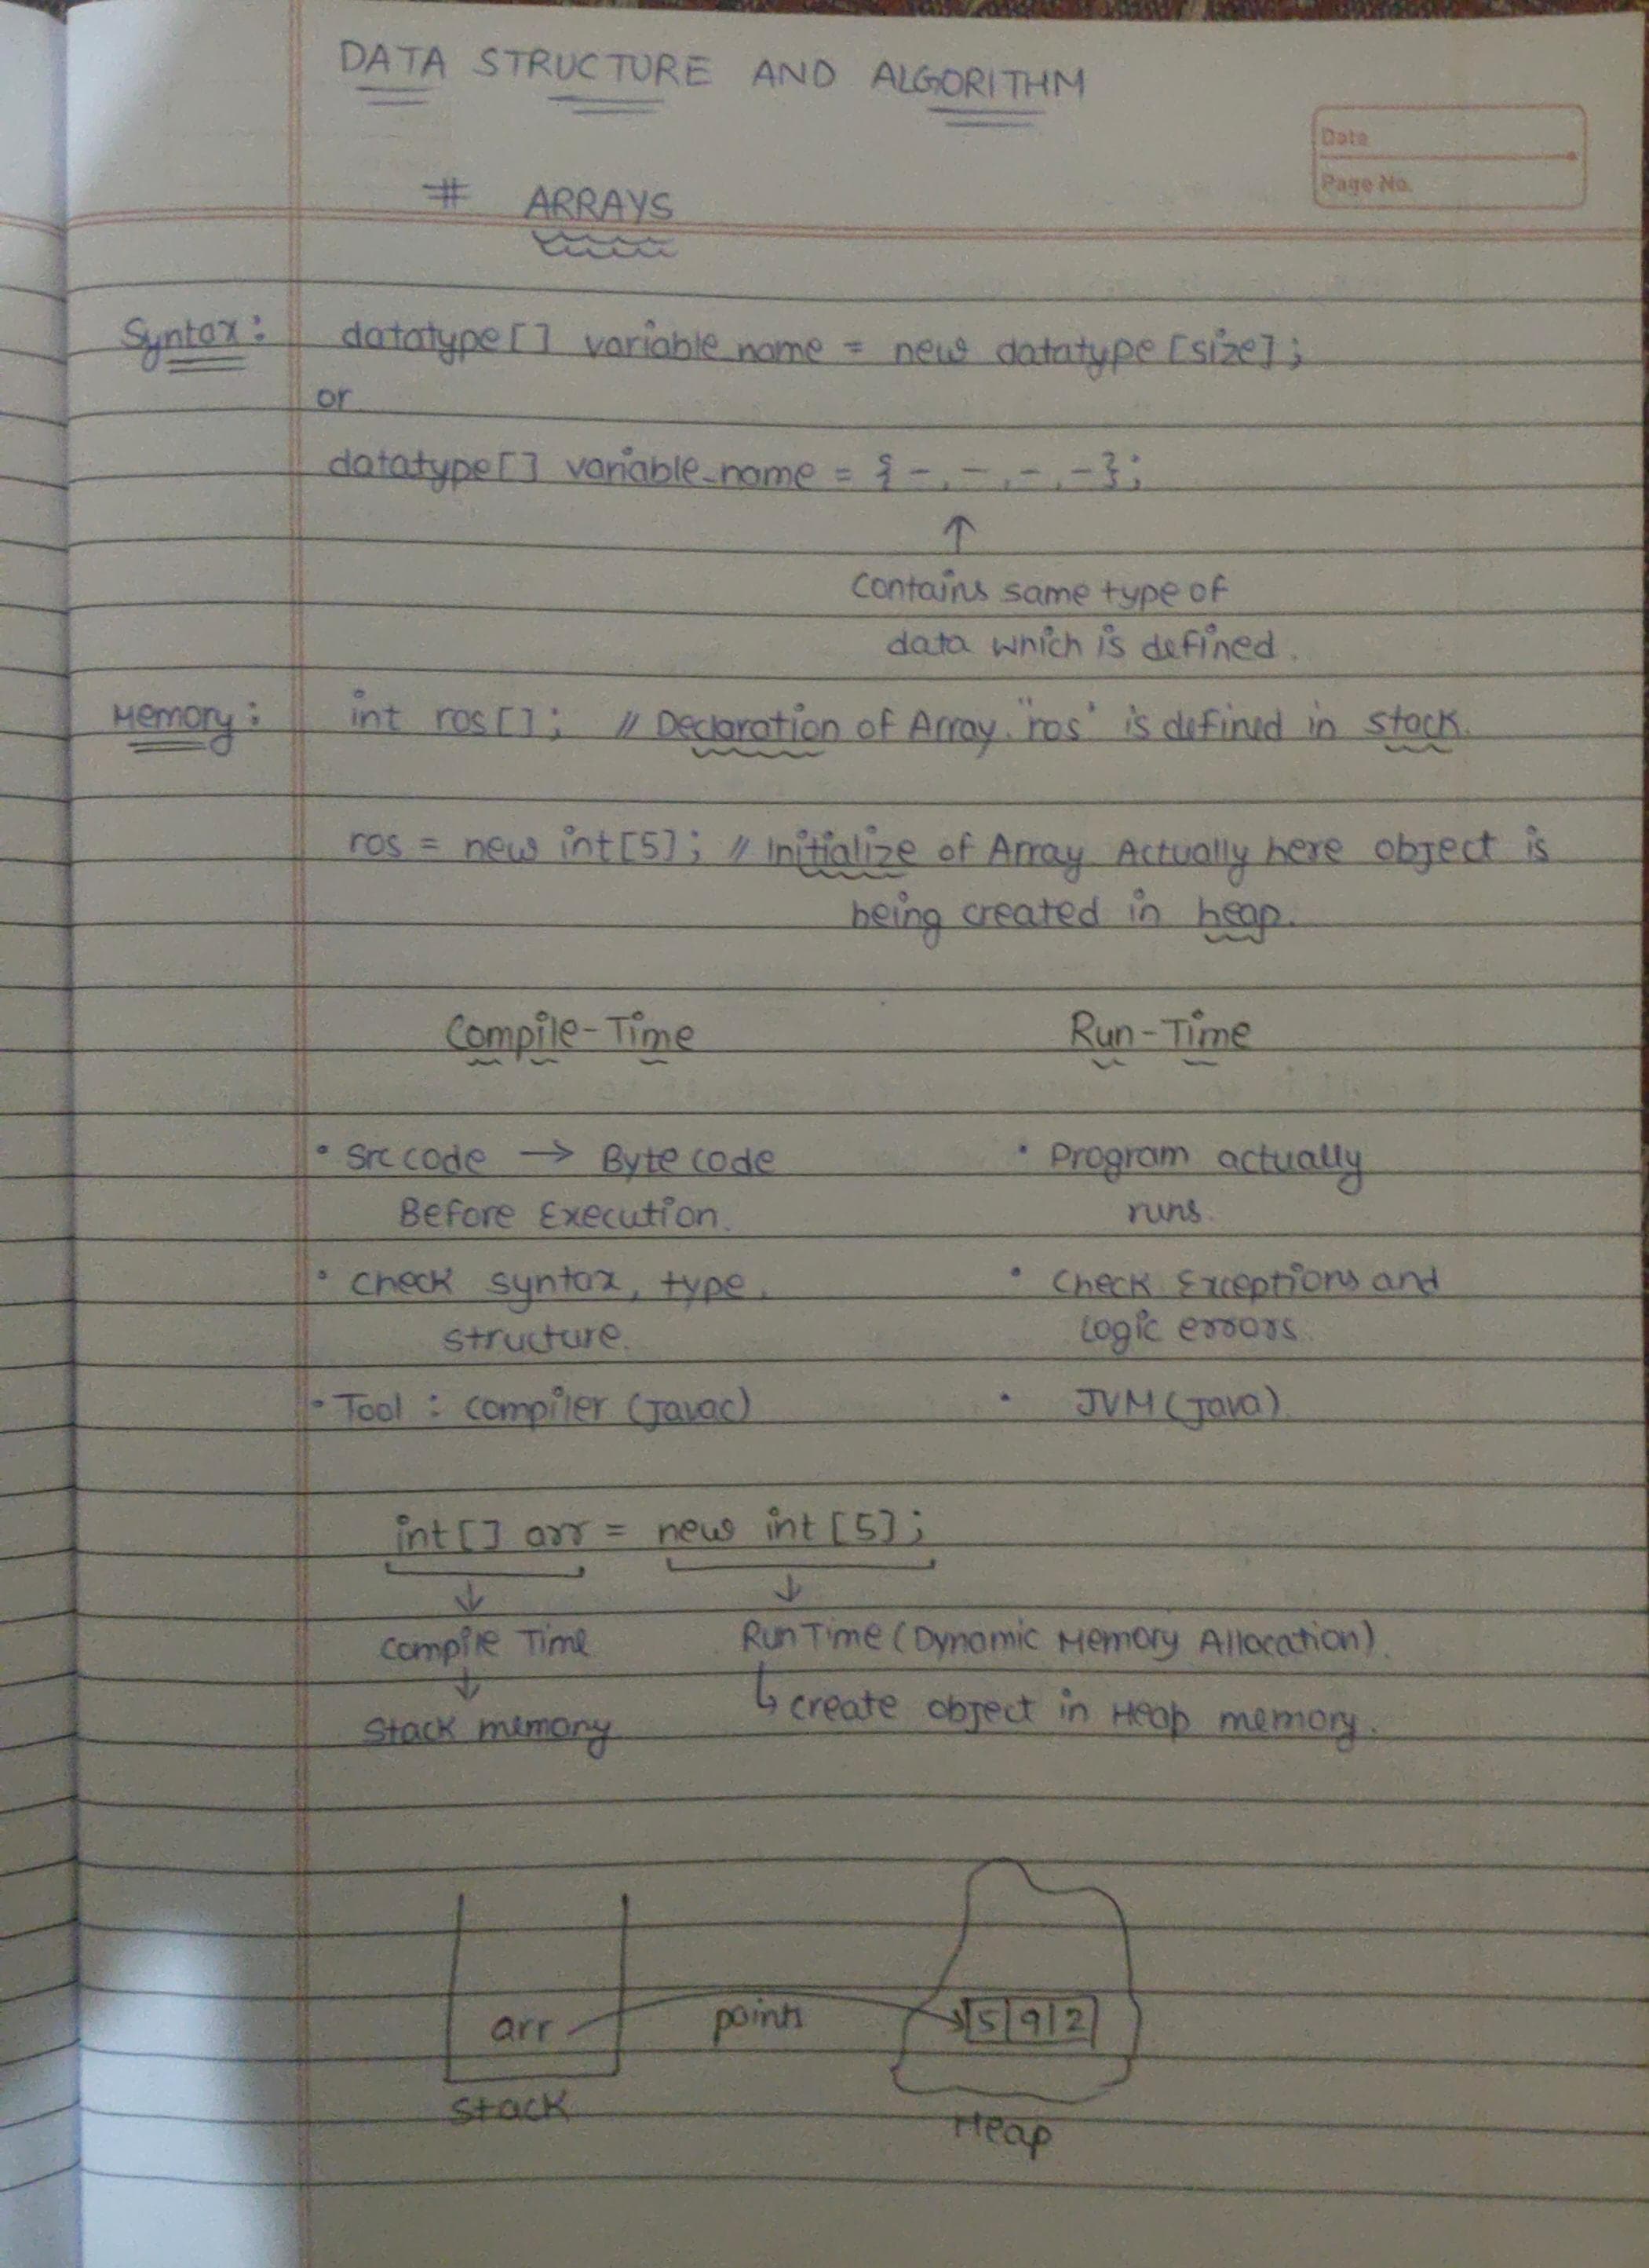 DATA STRUCTURE AND ALGORITHM
Date
Page No.
# ARRAYS
Syntax: datatype[] variable_name = new datatype[size];
or
datatype[] variable_name = {-, -, -, -};
↑
Contains same type of
data which is defined.
Memory: int ros[]; // Declaration of Array. "ros" is defined in stack.
ros = new int[5]; // Initialize of Array. Actually here object is
being created in heap.
Compile-Time Run-Time
• Src code → Byte code • Program actually
Before Execution. runs.
• Check syntax, type, • Check Exceptions and
structure. Logic errors.
• Tool: Compiler (Javac) • JVM (Java)
int[] arr = new int[5];
↓ ↓
Compile Time Run Time (Dynamic Memory Allocation).
↓ ↳ create object in Heap memory.
Stack memory
arr points 5|9|2
Stack Heap